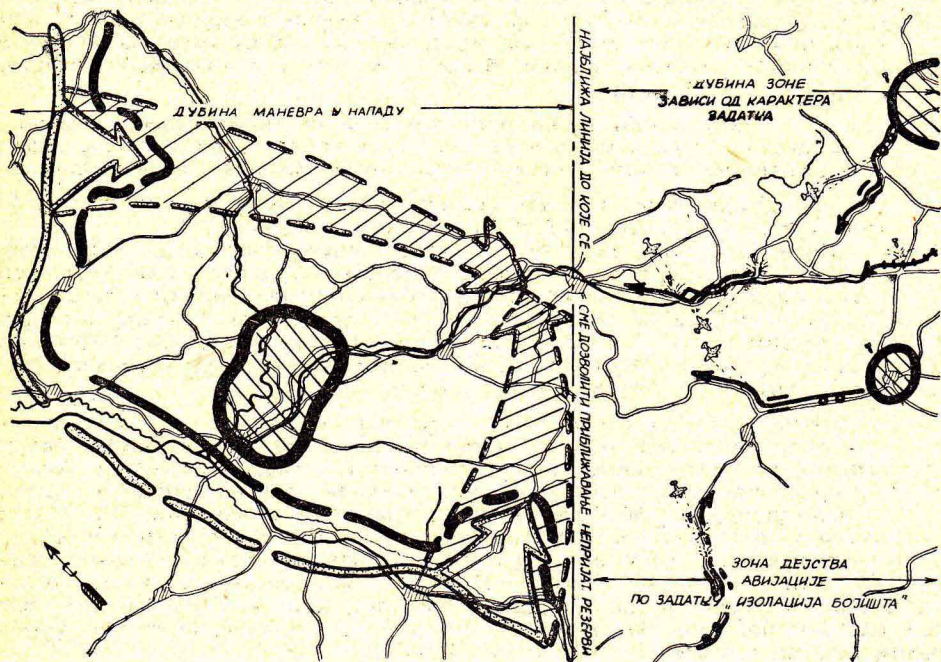 ДУБИНА МАНЕВРА У НАПАДУ
НАЈБЛИЖА ЛИНИЈА ДО КОЈЕ СЕ СМЕ ДОЗВОЛИТИ ПРИБЛИЖАВАЊЕ НЕПРИЈАТ. РЕЗЕРВИ
ДУБИНА ЗОНЕ
ЗАВИСИ ОД КАРАКТЕРА
ЗАДАТКА
ЗОНА ДЕЈСТВА
АВИЈАЦИЈЕ
ПО ЗАДАТКУ „ИЗОЛАЦИЈА БОЈИШТА"